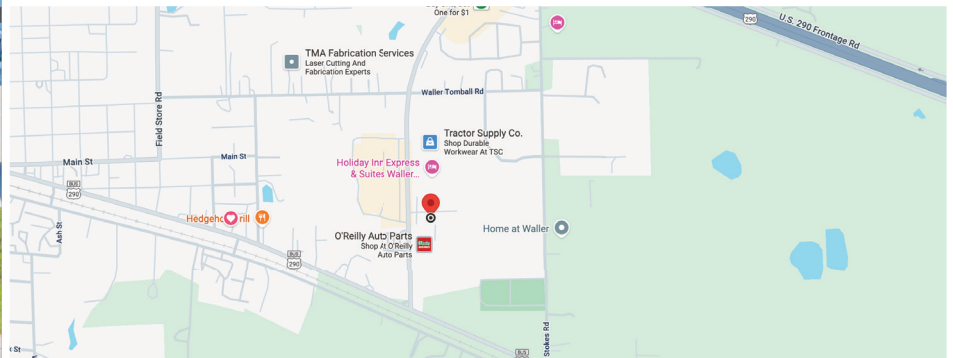 One for $1
290
U.S. 290 Frontage Rd
TMA Fabrication Services
Laser Cutting And
Fabrication Experts
Field Store Rd
Waller Tomball Rd
Tractor Supply Co.
Shop Durable
Workwear At TSC
Main St
Main St
Holiday Inn Express
& Suites Waller...
BUS
290
Ash St
Hedgeho rill
Home at Waller
O'Reilly Auto Parts
Shop At O'Reilly
Auto Parts
BUS
290
Stokes Rd
BUS
k St